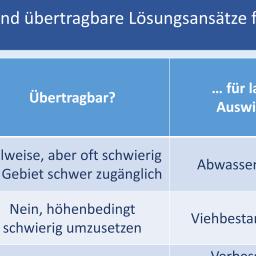 nd übertragbare Lösungsansätze f
Übertragbar?
... für la
Auswi
lweise, aber oft schwierig
Gebiet schwer zugänglich
Abwasser
Nein, höhenbedingt
schwierig umzusetzen
Viehbesta